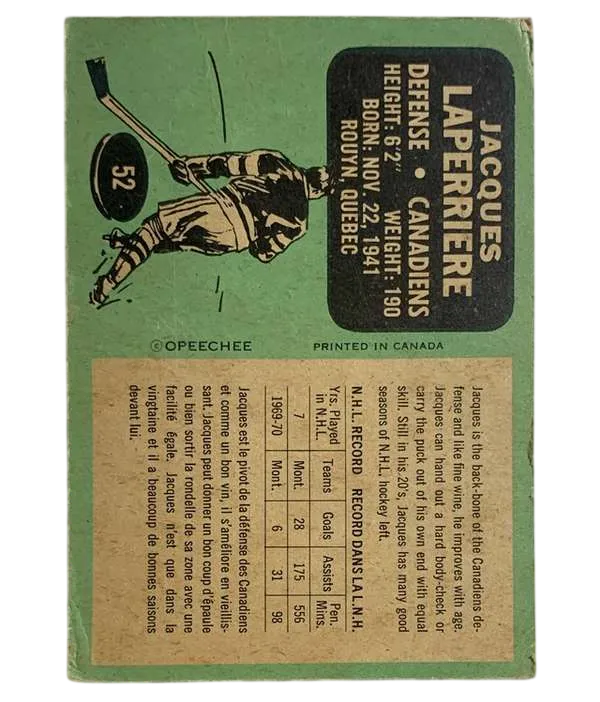 JACQUES
LAPERRIERE
DEFENSE • CANADIENS
HEIGHT: 6'2" WEIGHT: 190
BORN: NOV. 22, 1941
ROUYN, QUEBEC
52
© OPEECHEE
PRINTED IN CANADA
Jacques is the back-bone of the Canadiens de-
fense and like fine wine, he improves with age.
Jacques can hand out a hard body-check or
carry the puck out of his own end with equal
skill. Still in his 20's, Jacques has many good
seasons of N.H.L. hockey left.
N.H.L. RECORD RECORD DANS LA L.N.H.
Yrs. Played in N.H.L. Teams Goals Assists Pen. Mins.
7 Mont. 28 175 556
1969-70 Mont. 6 31 98
Jacques est le pivot de la défense des Canadiens
et comme un bon vin, il s'améliore en vieillis-
sant. Jacques peut donner un bon coup d'épaule
ou bien sortir la rondelle de sa zone avec une
facilité égale. Jacques n'est que dans la
vingtaine et il a beaucoup de bonnes saisons
devant lui.